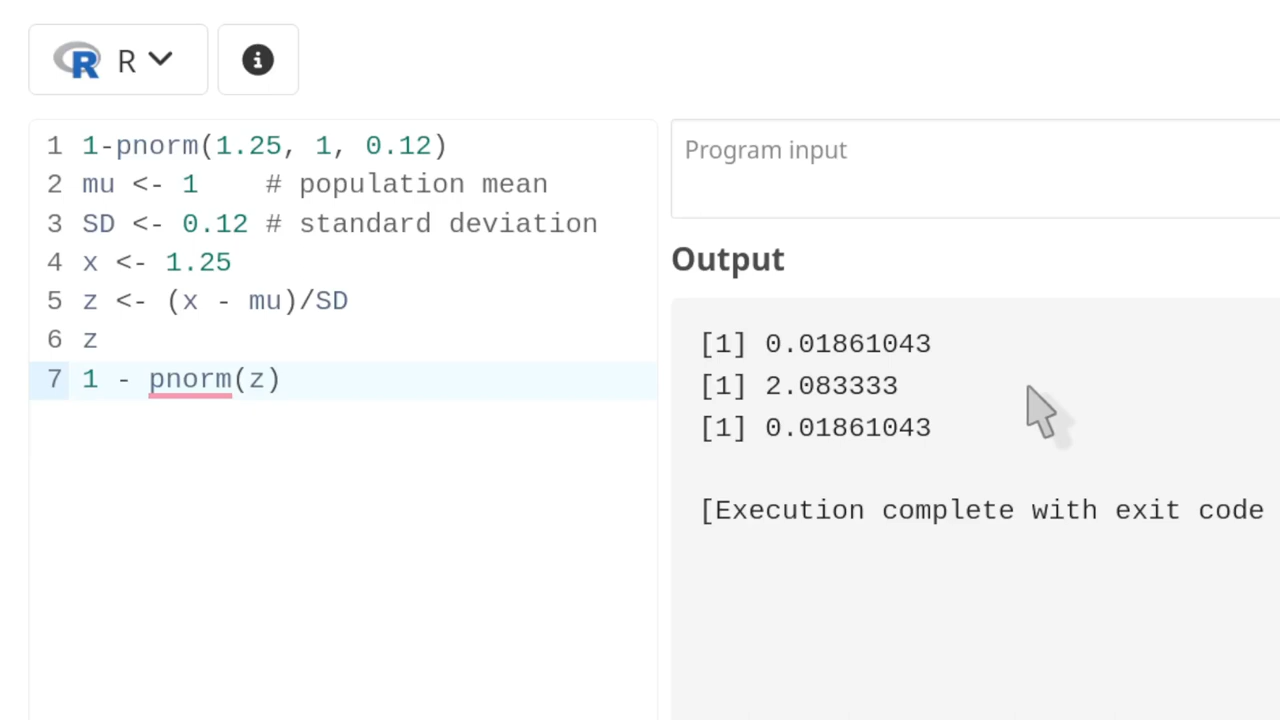 R
1 1-pnorm(1.25, 1, 0.12)
2 mu <- 1    # population mean
3 SD <- 0.12 # standard deviation
4 x <- 1.25
5 z <- (x - mu)/SD
6 z
7 1 - pnorm(z)
Program input
Output
[1] 0.01861043
[1] 2.083333
[1] 0.01861043
[Execution complete with exit code